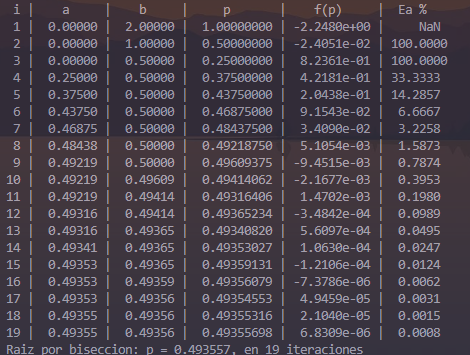 i | a | b | p | f(p) | Ea %
1 | 0.00000 | 2.00000 | 1.00000000 | -2.2480e+00 | NaN
2 | 0.00000 | 1.00000 | 0.50000000 | -2.4051e-02 | 100.0000
3 | 0.00000 | 0.50000 | 0.25000000 | 8.2361e-01 | 100.0000
4 | 0.25000 | 0.50000 | 0.37500000 | 4.2181e-01 | 33.3333
5 | 0.37500 | 0.50000 | 0.43750000 | 2.0438e-01 | 14.2857
6 | 0.43750 | 0.50000 | 0.46875000 | 9.1543e-02 | 6.6667
7 | 0.46875 | 0.50000 | 0.48437500 | 3.4090e-02 | 3.2258
8 | 0.48438 | 0.50000 | 0.49218750 | 5.1054e-03 | 1.5873
9 | 0.49219 | 0.50000 | 0.49609375 | -9.4515e-03 | 0.7874
10 | 0.49219 | 0.49609 | 0.49414062 | -2.1677e-03 | 0.3953
11 | 0.49219 | 0.49414 | 0.49316406 | 1.4702e-03 | 0.1980
12 | 0.49316 | 0.49414 | 0.49365234 | -3.4842e-04 | 0.0989
13 | 0.49316 | 0.49365 | 0.49340820 | 5.6097e-04 | 0.0495
14 | 0.49341 | 0.49365 | 0.49353027 | 1.0630e-04 | 0.0247
15 | 0.49353 | 0.49365 | 0.49359131 | -1.2106e-04 | 0.0124
16 | 0.49353 | 0.49359 | 0.49356079 | -7.3786e-06 | 0.0062
17 | 0.49353 | 0.49356 | 0.49354553 | 4.9459e-05 | 0.0031
18 | 0.49355 | 0.49356 | 0.49355316 | 2.1040e-05 | 0.0015
19 | 0.49355 | 0.49356 | 0.49355698 | 6.8309e-06 | 0.0008
Raiz por biseccion: p = 0.493557, en 19 iteraciones